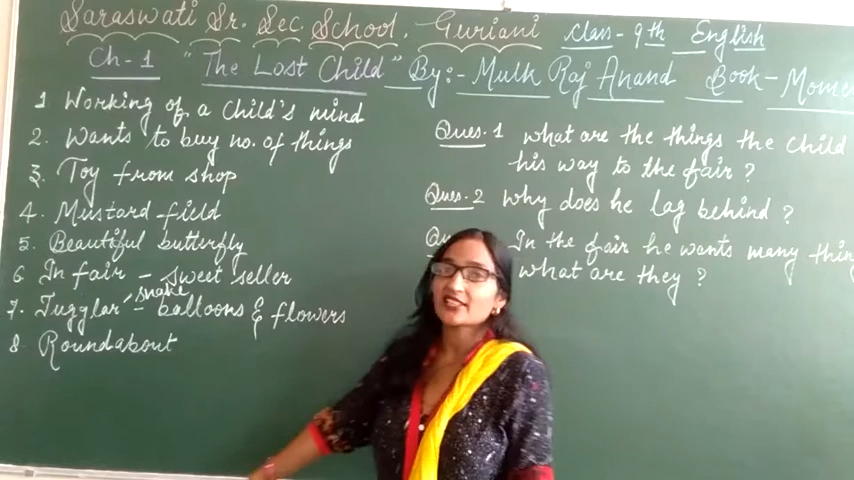 Saraswati Sr. Sec. School, Guriani Class- 9th English
Ch-1 "The Lost Child" By:- Mulk Raj Anand Book- Mome
1 Working of a child's mind
2. Wants to buy no. of things
3. Toy from shop
4. Mustard field
5. Beautiful butterfly
6 In fair - sweet seller
snake
7. Jugglar - balloons & flowers
8. Roundabout
Ques. 1 what are the things the child
his way to the fair?
Ques. 2 why does he lag behind?
In the fair he wants many thin
what are they?